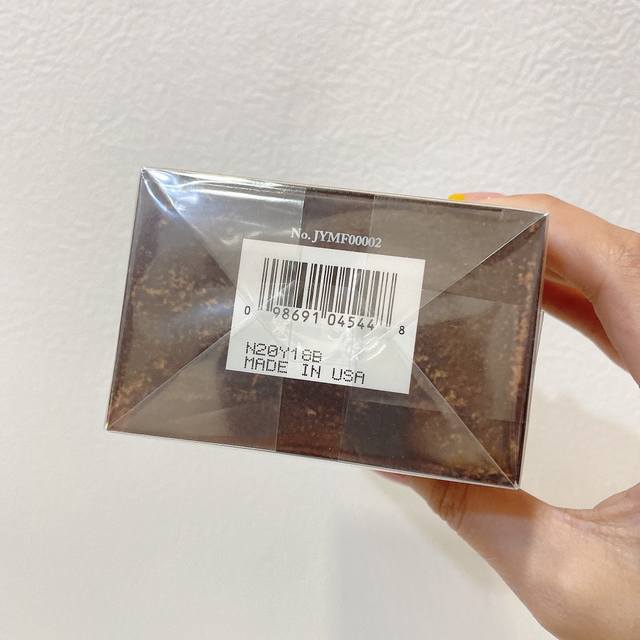 No. JYMF00002
0 98691 04544 8
N20Y18B
MADE IN USA